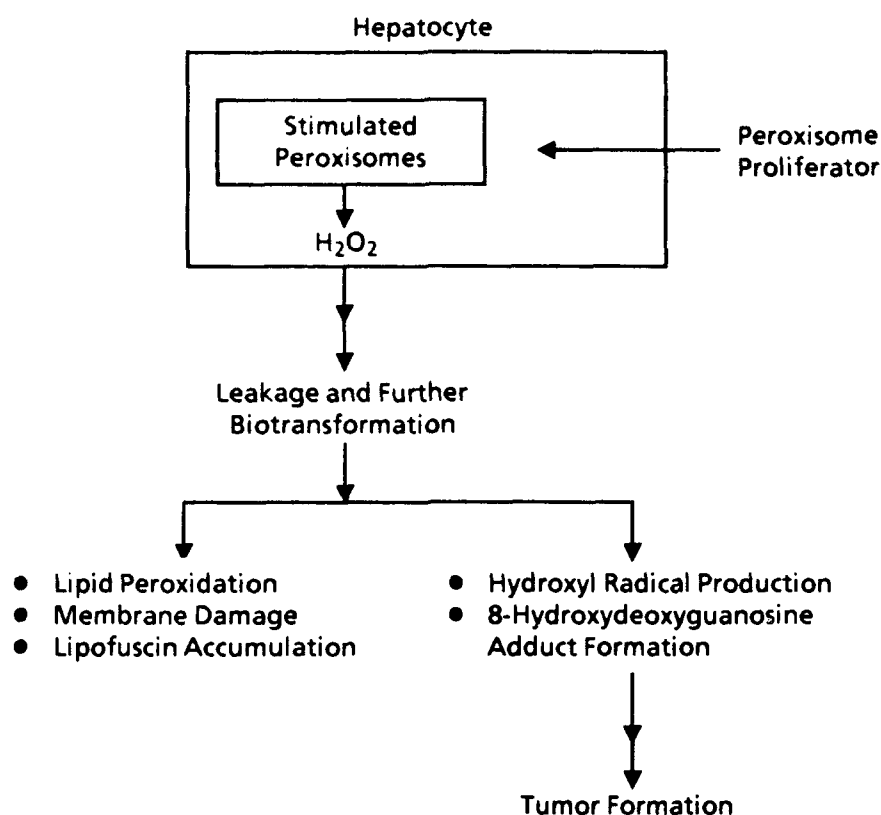 Hepatocyte
Stimulated
Peroxisomes
Peroxisome
Proliferator
H₂O₂
Leakage and Further
Biotransformation
● Lipid Peroxidation
● Membrane Damage
● Lipofuscin Accumulation
● Hydroxyl Radical Production
● 8-Hydroxydeoxyguanosine
Adduct Formation
Tumor Formation